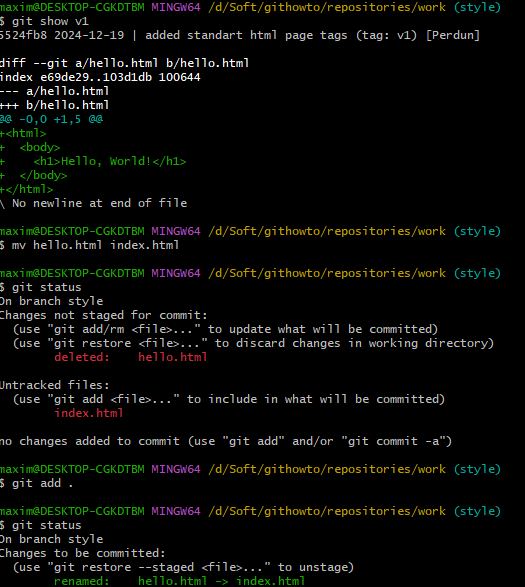 maxim@DESKTOP-CGKDTBM MINGW64 /d/Soft/githowto/repositories/work (style)
$ git show v1
5524fb8 2024-12-19 | added standart html page tags (tag: v1) [Perdun]
diff --git a/hello.html b/hello.html
index e69de29..103d1db 100644
--- a/hello.html
+++ b/hello.html
@@ -0,0 +1,5 @@
+<html>
+  <body>
+    <h1>Hello, World!</h1>
+  </body>
+</html>
\ No newline at end of file
maxim@DESKTOP-CGKDTBM MINGW64 /d/Soft/githowto/repositories/work (style)
$ mv hello.html index.html
maxim@DESKTOP-CGKDTBM MINGW64 /d/Soft/githowto/repositories/work (style)
$ git status
On branch style
Changes not staged for commit:
  (use "git add/rm <file>..." to update what will be committed)
  (use "git restore <file>..." to discard changes in working directory)
        deleted:    hello.html
Untracked files:
  (use "git add <file>..." to include in what will be committed)
        index.html
no changes added to commit (use "git add" and/or "git commit -a")
maxim@DESKTOP-CGKDTBM MINGW64 /d/Soft/githowto/repositories/work (style)
$ git add .
maxim@DESKTOP-CGKDTBM MINGW64 /d/Soft/githowto/repositories/work (style)
$ git status
On branch style
Changes to be committed:
  (use "git restore --staged <file>..." to unstage)
        renamed:    hello.html -> index.html